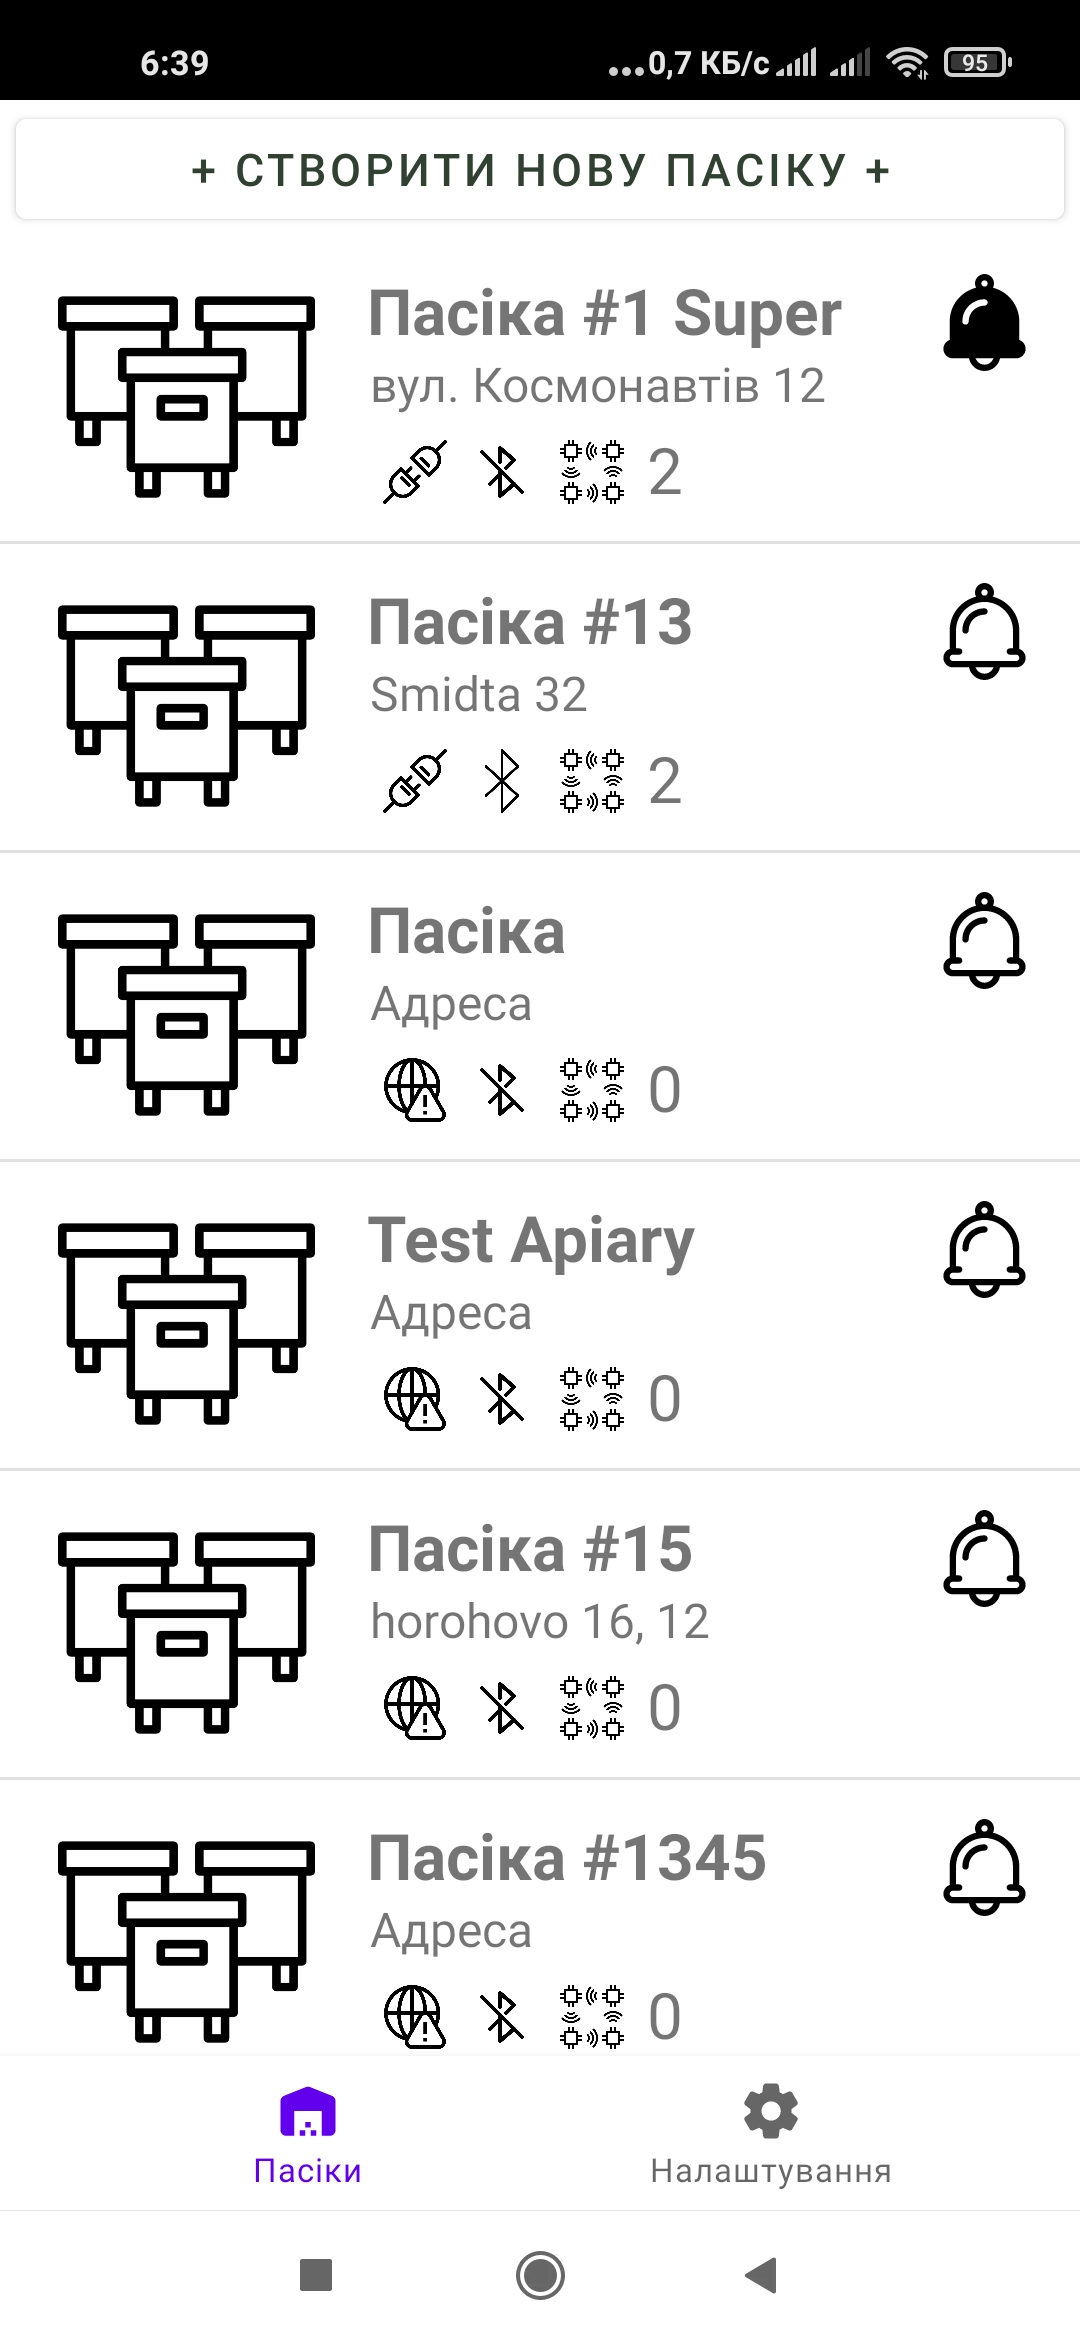 6:39
...0,7 КБ/с
95
+ СТВОРИТИ НОВУ ПАСІКУ +
Пасіка #1 Super
вул. Космонавтів 12
2
Пасіка #13
Smidta 32
2
Пасіка
Адреса
0
Test Apiary
Адреса
0
Пасіка #15
horohovo 16, 12
0
Пасіка #1345
Адреса
0
Пасіки
Налаштування